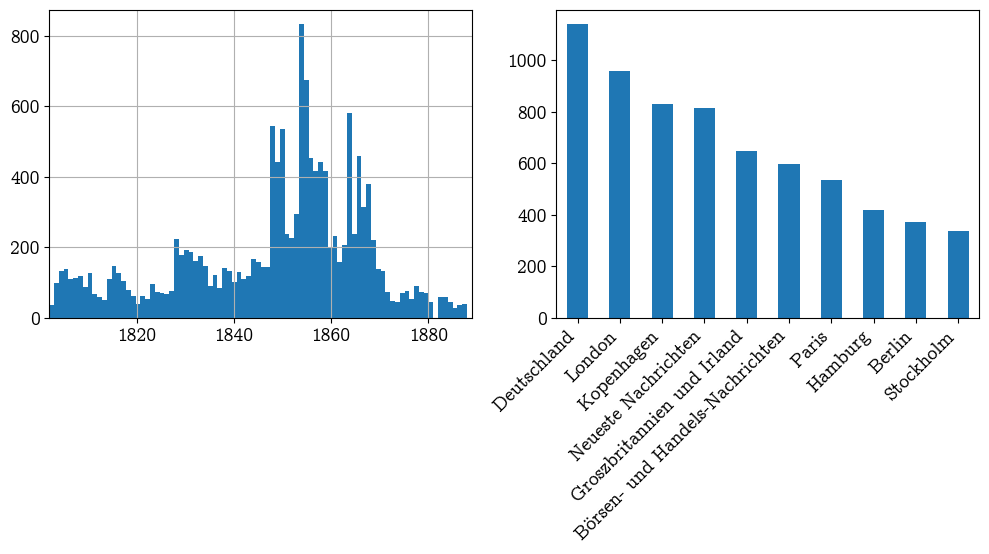 800
600
400
200
0
1820 1840 1860 1880
1000
800
600
400
200
0
Deutschland
London
Kopenhagen
Neueste Nachrichten
Groszbritannien und Irland
Börsen- und Handels-Nachrichten
Paris
Hamburg
Berlin
Stockholm